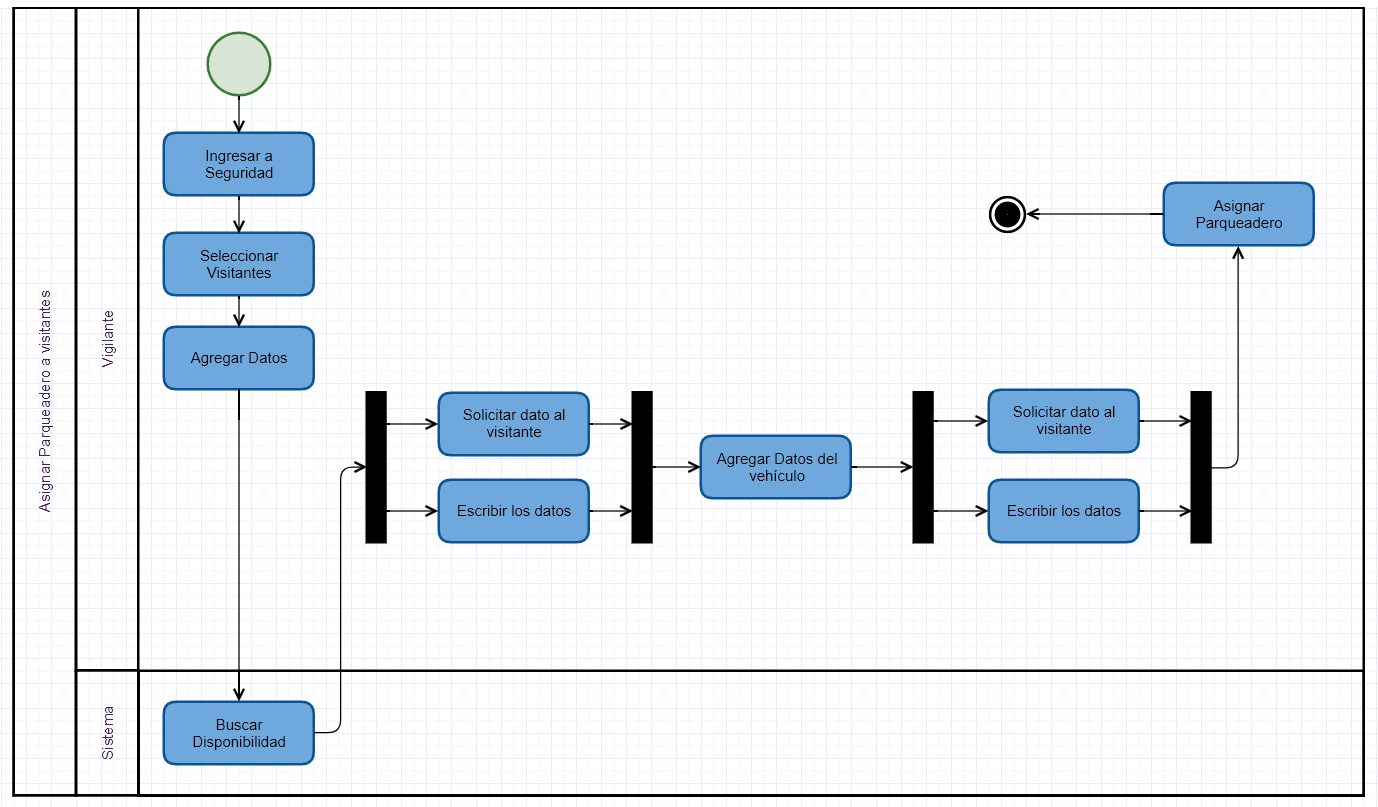 Asignar Parqueadero a visitantes
Vigilante
Ingresar a
Seguridad
Seleccionar
Visitantes
Agregar Datos
Solicitar dato al
visitante
Escribir los datos
Agregar Datos del
vehículo
Solicitar dato al
visitante
Escribir los datos
Asignar
Parqueadero
Sistema
Buscar
Disponibilidad